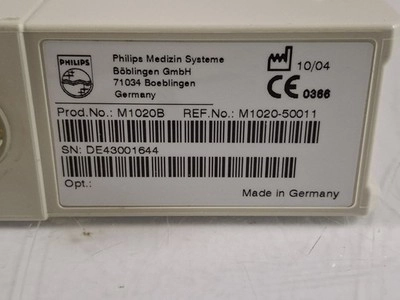 PHILIPS
Philips Medizin Systeme
Böblingen GmbH
71034 Boeblingen
Germany
10/04
CE 0366
Prod.No.: M1020B REF.No.: M1020-50011
SN: DE43001644
Opt.:
Made in Germany